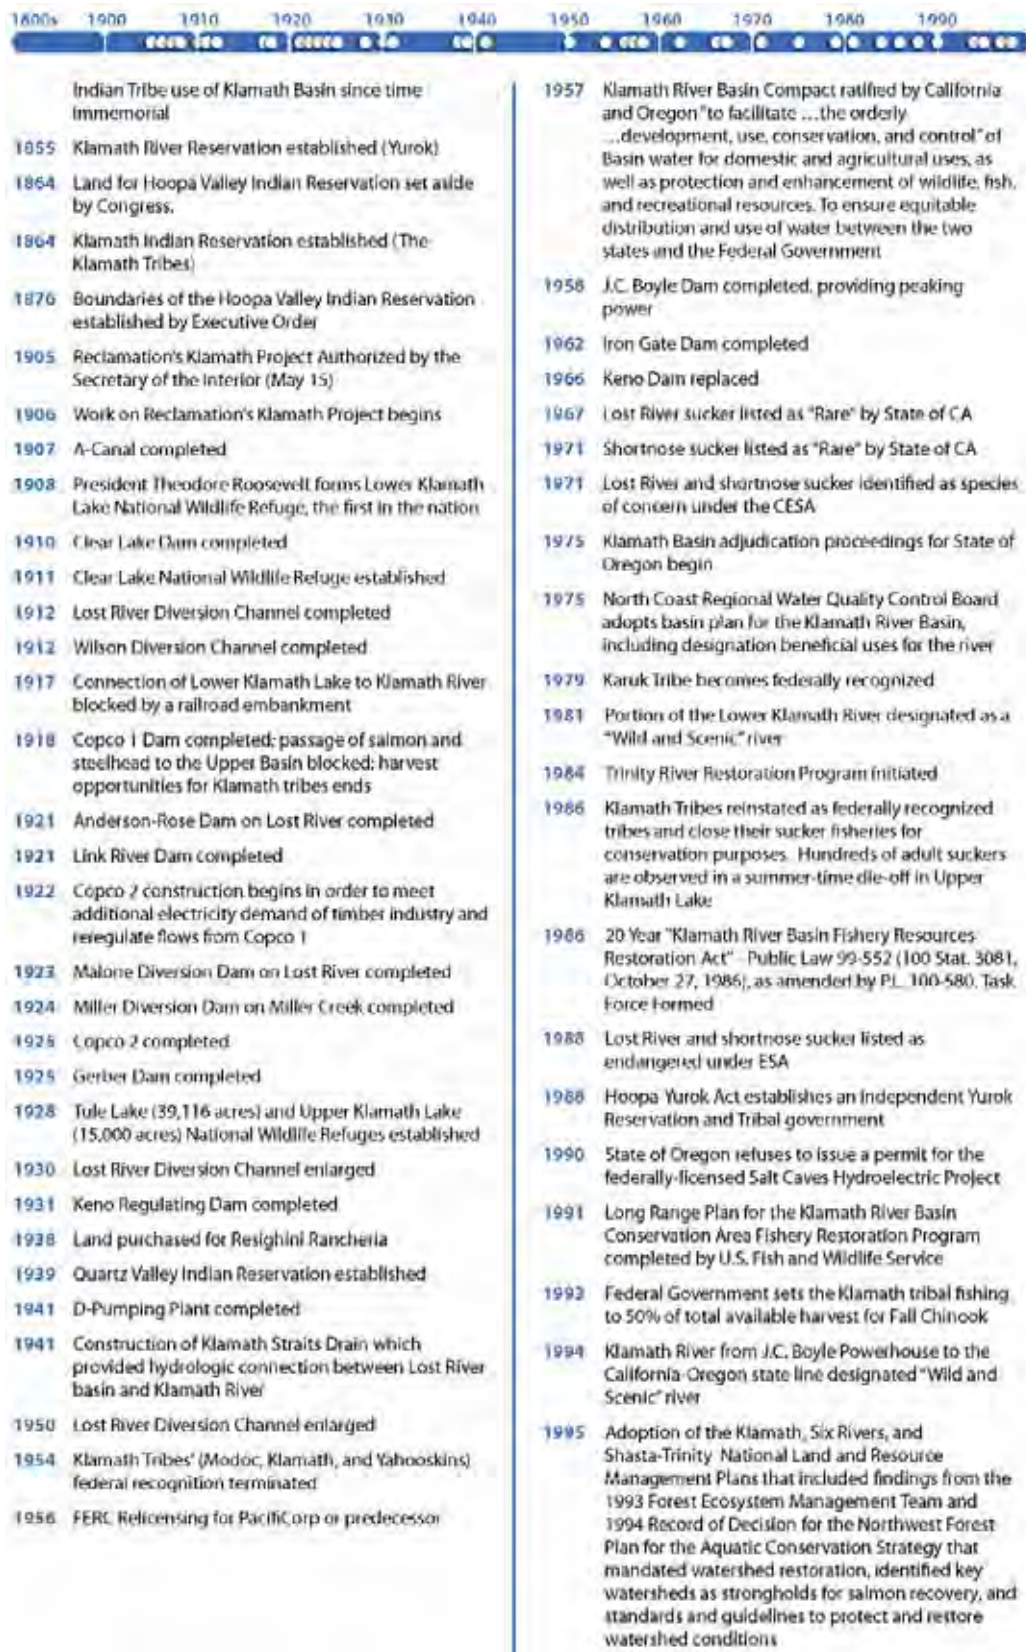 1800s 1900 1910 1920 1930 1940 1950 1960 1970 1980 1990
Indian Tribe use of Klamath Basin since time
immemorial
1855 Klamath River Reservation established (Yurok)
1864 Land for Hoopa Valley Indian Reservation set aside
by Congress.
1864 Klamath Indian Reservation established (The
Klamath Tribes)
1876 Boundaries of the Hoopa Valley Indian Reservation
established by Executive Order
1905 Reclamation's Klamath Project Authorized by the
Secretary of the Interior (May 15)
1906 Work on Reclamation's Klamath Project begins
1907 A-Canal completed
1908 President Theodore Roosevelt forms Lower Klamath
Lake National Wildlife Refuge, the first in the nation
1910 Clear Lake Dam completed
1911 Clear Lake National Wildlife Refuge established
1912 Lost River Diversion Channel completed
1912 Wilson Diversion Channel completed
1917 Connection of Lower Klamath Lake to Klamath River
blocked by a railroad embankment
1918 Copco 1 Dam completed; passage of salmon and
steelhead to the Upper Basin blocked; harvest
opportunities for Klamath tribes ends
1921 Anderson-Rose Dam on Lost River completed
1921 Link River Dam completed
1922 Copco 2 construction begins in order to meet
additional electricity demand of timber industry and
reregulate flows from Copco 1
1923 Malone Diversion Dam on Lost River completed
1924 Miller Diversion Dam on Miller Creek completed
1925 Copco 2 completed
1925 Gerber Dam completed
1928 Tule Lake (39,116 acres) and Upper Klamath Lake
(15,000 acres) National Wildlife Refuges established
1930 Lost River Diversion Channel enlarged
1931 Keno Regulating Dam completed
1938 Land purchased for Resighini Rancheria
1939 Quartz Valley Indian Reservation established
1941 D-Pumping Plant completed
1941 Construction of Klamath Straits Drain which
provided hydrologic connection between Lost River
basin and Klamath River
1950 Lost River Diversion Channel enlarged
1954 Klamath Tribes' (Modoc, Klamath, and Yahooskins)
federal recognition terminated
1956 FERC Relicensing for PacifiCorp or predecessor
1957 Klamath River Basin Compact ratified by California
and Oregon "to facilitate …the orderly
…development, use, conservation, and control" of
Basin water for domestic and agricultural uses, as
well as protection and enhancement of wildlife, fish,
and recreational resources. To ensure equitable
distribution and use of water between the two
states and the Federal Government
1958 J.C. Boyle Dam completed, providing peaking
power
1962 Iron Gate Dam completed
1966 Keno Dam replaced
1967 Lost River sucker listed as "Rare" by State of CA
1971 Shortnose sucker listed as "Rare" by State of CA
1971 Lost River and shortnose sucker identified as species
of concern under the CESA
1975 Klamath Basin adjudication proceedings for State of
Oregon begin
1975 North Coast Regional Water Quality Control Board
adopts basin plan for the Klamath River Basin,
including designation beneficial uses for the river
1979 Karuk Tribe becomes federally recognized
1981 Portion of the Lower Klamath River designated as a
"Wild and Scenic" river
1984 Trinity River Restoration Program initiated
1986 Klamath Tribes reinstated as federally recognized
tribes and close their sucker fisheries for
conservation purposes. Hundreds of adult suckers
are observed in a summer-time die-off in Upper
Klamath Lake
1986 20 Year "Klamath River Basin Fishery Resources
Restoration Act" - Public Law 99-552 (100 Stat. 3081,
October 27, 1986), as amended by P.L. 100-580. Task
Force Formed
1988 Lost River and shortnose sucker listed as
endangered under ESA
1988 Hoopa Yurok Act establishes an independent Yurok
Reservation and Tribal government
1990 State of Oregon refuses to issue a permit for the
federally-licensed Salt Caves Hydroelectric Project
1991 Long Range Plan for the Klamath River Basin
Conservation Area Fishery Restoration Program
completed by U.S. Fish and Wildlife Service
1993 Federal Government sets the Klamath tribal fishing
to 50% of total available harvest for Fall Chinook
1994 Klamath River from J.C. Boyle Powerhouse to the
California-Oregon state line designated "Wild and
Scenic" river
1995 Adoption of the Klamath, Six Rivers, and
Shasta-Trinity National Land and Resource
Management Plans that included findings from the
1993 Forest Ecosystem Management Team and
1994 Record of Decision for the Northwest Forest
Plan for the Aquatic Conservation Strategy that
mandated watershed restoration, identified key
watersheds as strongholds for salmon recovery, and
standards and guidelines to protect and restore
watershed conditions